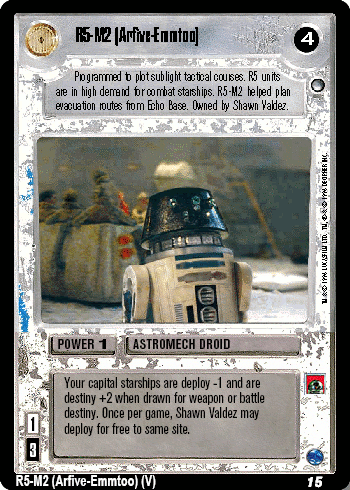 R5-M2 (Arfive-Emmtoo)
4
Programmed to plot sublight tactical courses. R5 units
are in high demand for combat starships. R5-M2 helped plan
evacuation routes from Echo Base. Owned by Shawn Valdez.
POWER 1
ASTROMECH DROID
Your capital starships are deploy -1 and are
destiny +2 when drawn for weapon or battle
destiny. Once per game, Shawn Valdez may
deploy for free to same site.
1
3
R5-M2 (Arfive-Emmtoo) (V)
15